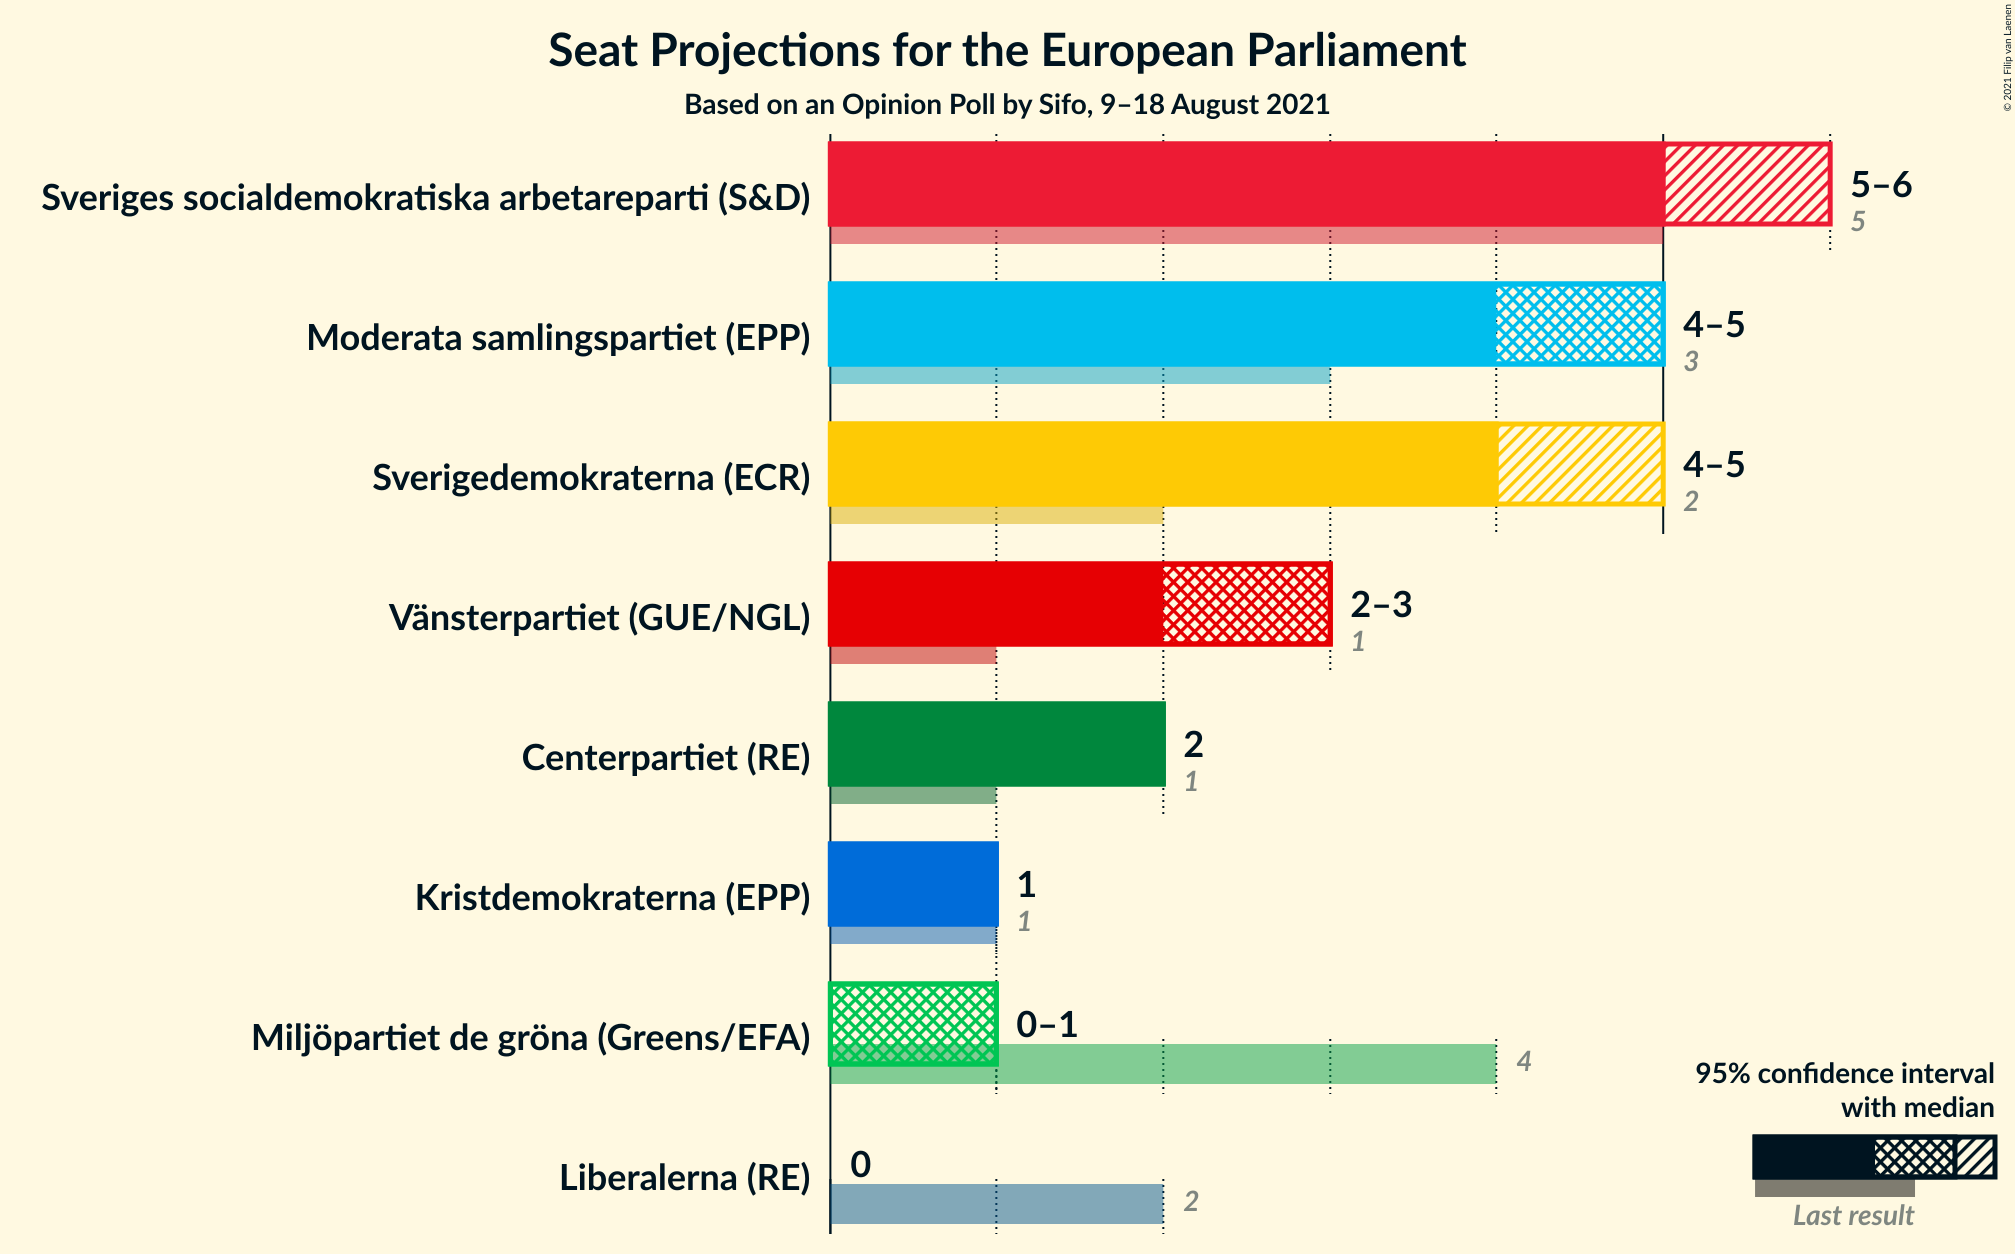 Seat Projections for the European Parliament
Based on an Opinion Poll by Sifo, 9–18 August 2021
© 2021 Filip van Laenen
Sveriges socialdemokratiska arbetareparti (S&D)
5–6
5
Moderata samlingspartiet (EPP)
4–5
3
Sverigedemokraterna (ECR)
4–5
2
Vänsterpartiet (GUE/NGL)
2–3
1
Centerpartiet (RE)
2
1
Kristdemokraterna (EPP)
1
1
Miljöpartiet de gröna (Greens/EFA)
0–1
4
Liberalerna (RE)
0
2
95% confidence interval
with median
Last result